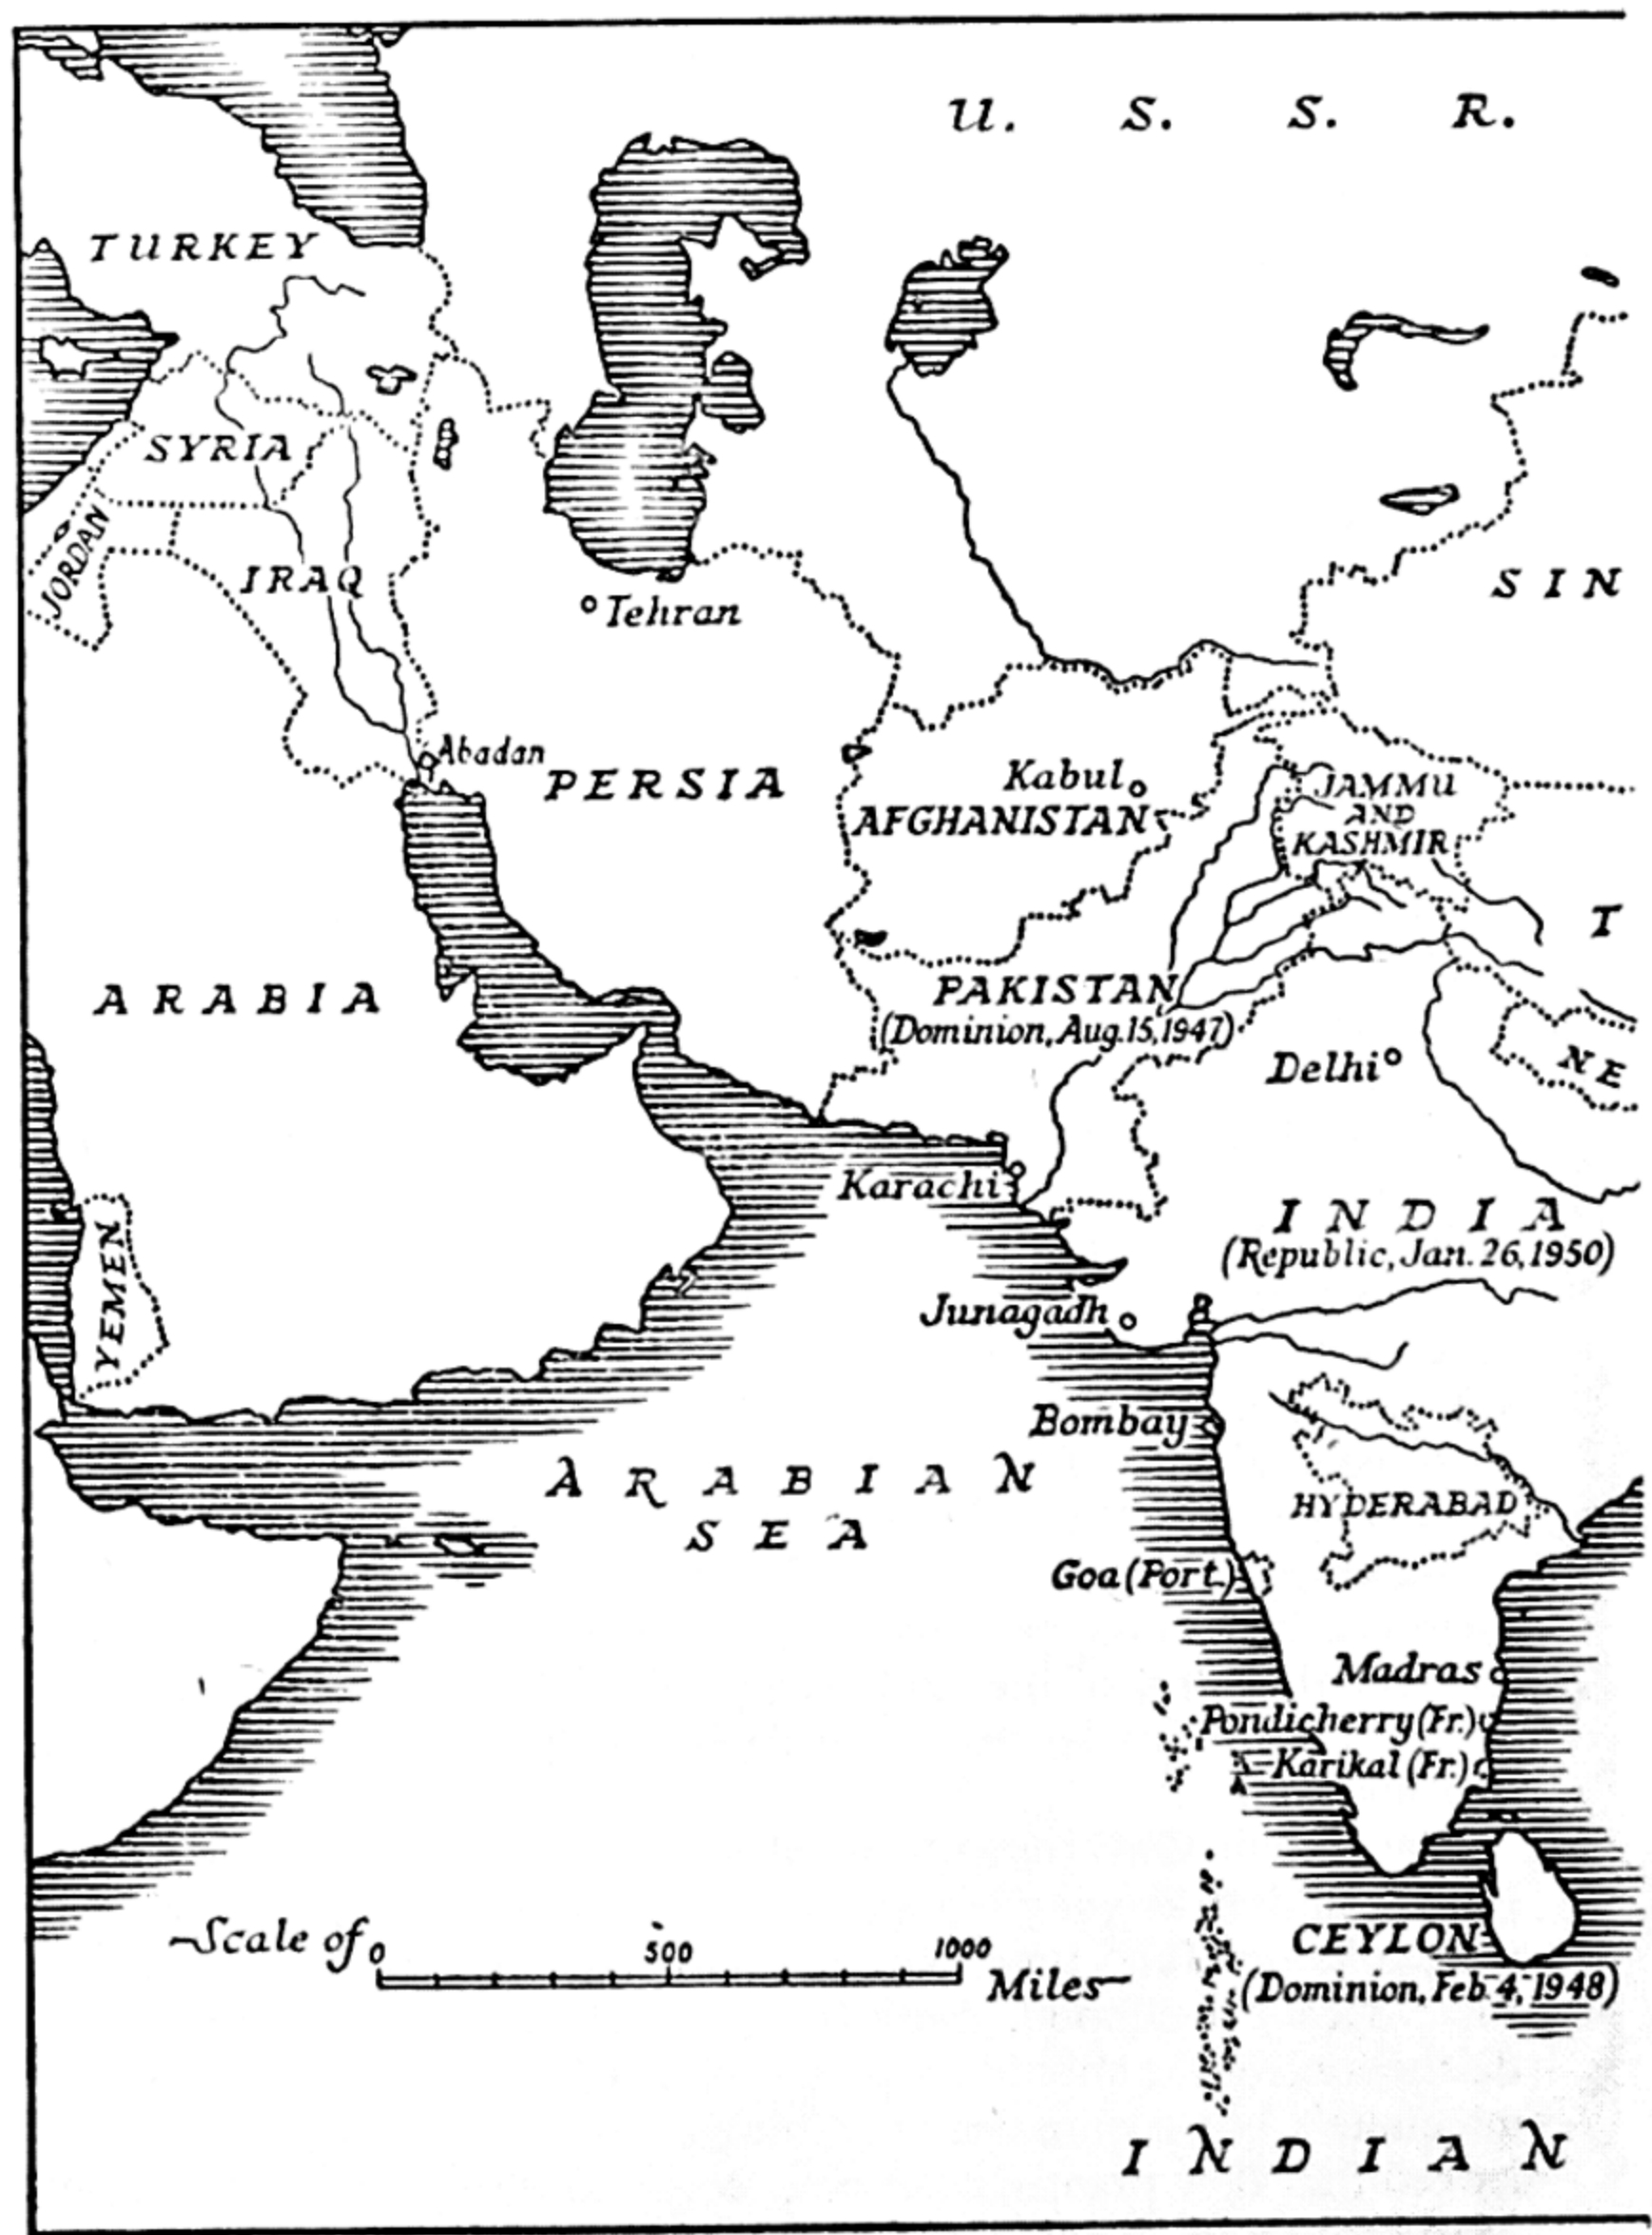 U. S. S. R.
TURKEY
SYRIA
JORDAN
IRAQ
Tehran
SIN
Abadan
PERSIA
Kabul
AFGHANISTAN
JAMMU
AND
KASHMIR
T
ARABIA
PAKISTAN
(Dominion, Aug. 15, 1947)
Delhi
NE
Karachi
YEMEN
INDIA
(Republic, Jan. 26, 1950)
Junagadh
Bombay
ARABIAN
SEA
HYDERABAD
Goa (Port.)
Madras
Pondicherry (Fr.)
Karikal (Fr.)
CEYLON
(Dominion, Feb. 4, 1948)
Scale of 0 500 1000
Miles
INDIAN